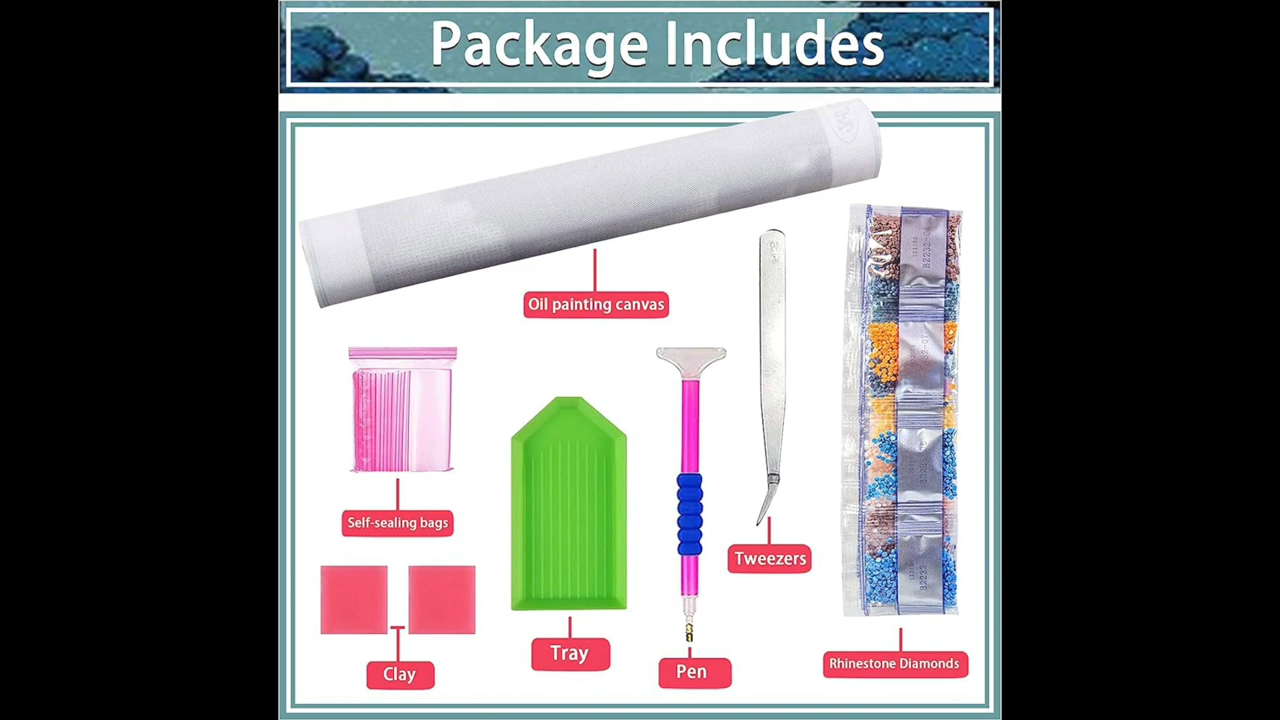 Package Includes
Oil painting canvas
Self-sealing bags
Tweezers
Clay
Tray
Pen
Rhinestone Diamonds